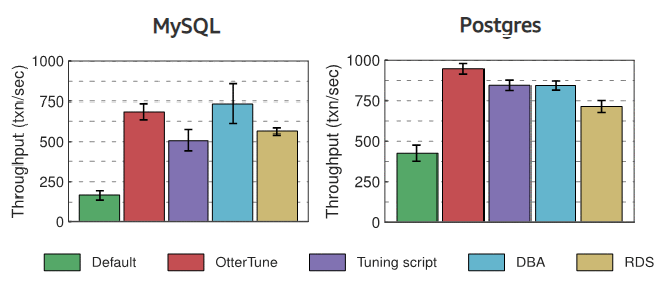 MySQL
Throughput (txn/sec)
1000
750
500
250
0
Postgres
Throughput (txn/sec)
1000
750
500
250
0
Default
OtterTune
Tuning script
DBA
RDS